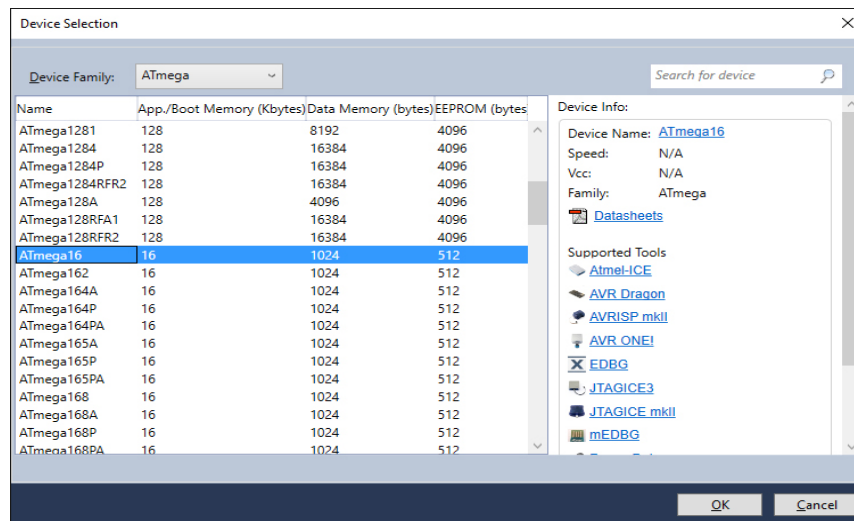 Device Selection
Device Family: ATmega Search for device
Name App./Boot Memory (Kbytes) Data Memory (bytes) EEPROM (bytes
ATmega1281 128 8192 4096
ATmega1284 128 16384 4096
ATmega1284P 128 16384 4096
ATmega1284RFR2 128 16384 4096
ATmega128A 128 4096 4096
ATmega128RFA1 128 16384 4096
ATmega128RFR2 128 16384 4096
ATmega16 16 1024 512
ATmega162 16 1024 512
ATmega164A 16 1024 512
ATmega164P 16 1024 512
ATmega164PA 16 1024 512
ATmega165A 16 1024 512
ATmega165P 16 1024 512
ATmega165PA 16 1024 512
ATmega168 16 1024 512
ATmega168A 16 1024 512
ATmega168P 16 1024 512
ATmega168PA 16 1024 512
Device Info:
Device Name: ATmega16
Speed: N/A
Vcc: N/A
Family: ATmega
Datasheets
Supported Tools
Atmel-ICE
AVR Dragon
AVRISP mkII
AVR ONE!
EDBG
JTAGICE3
JTAGICE mkII
mEDBG
OK Cancel